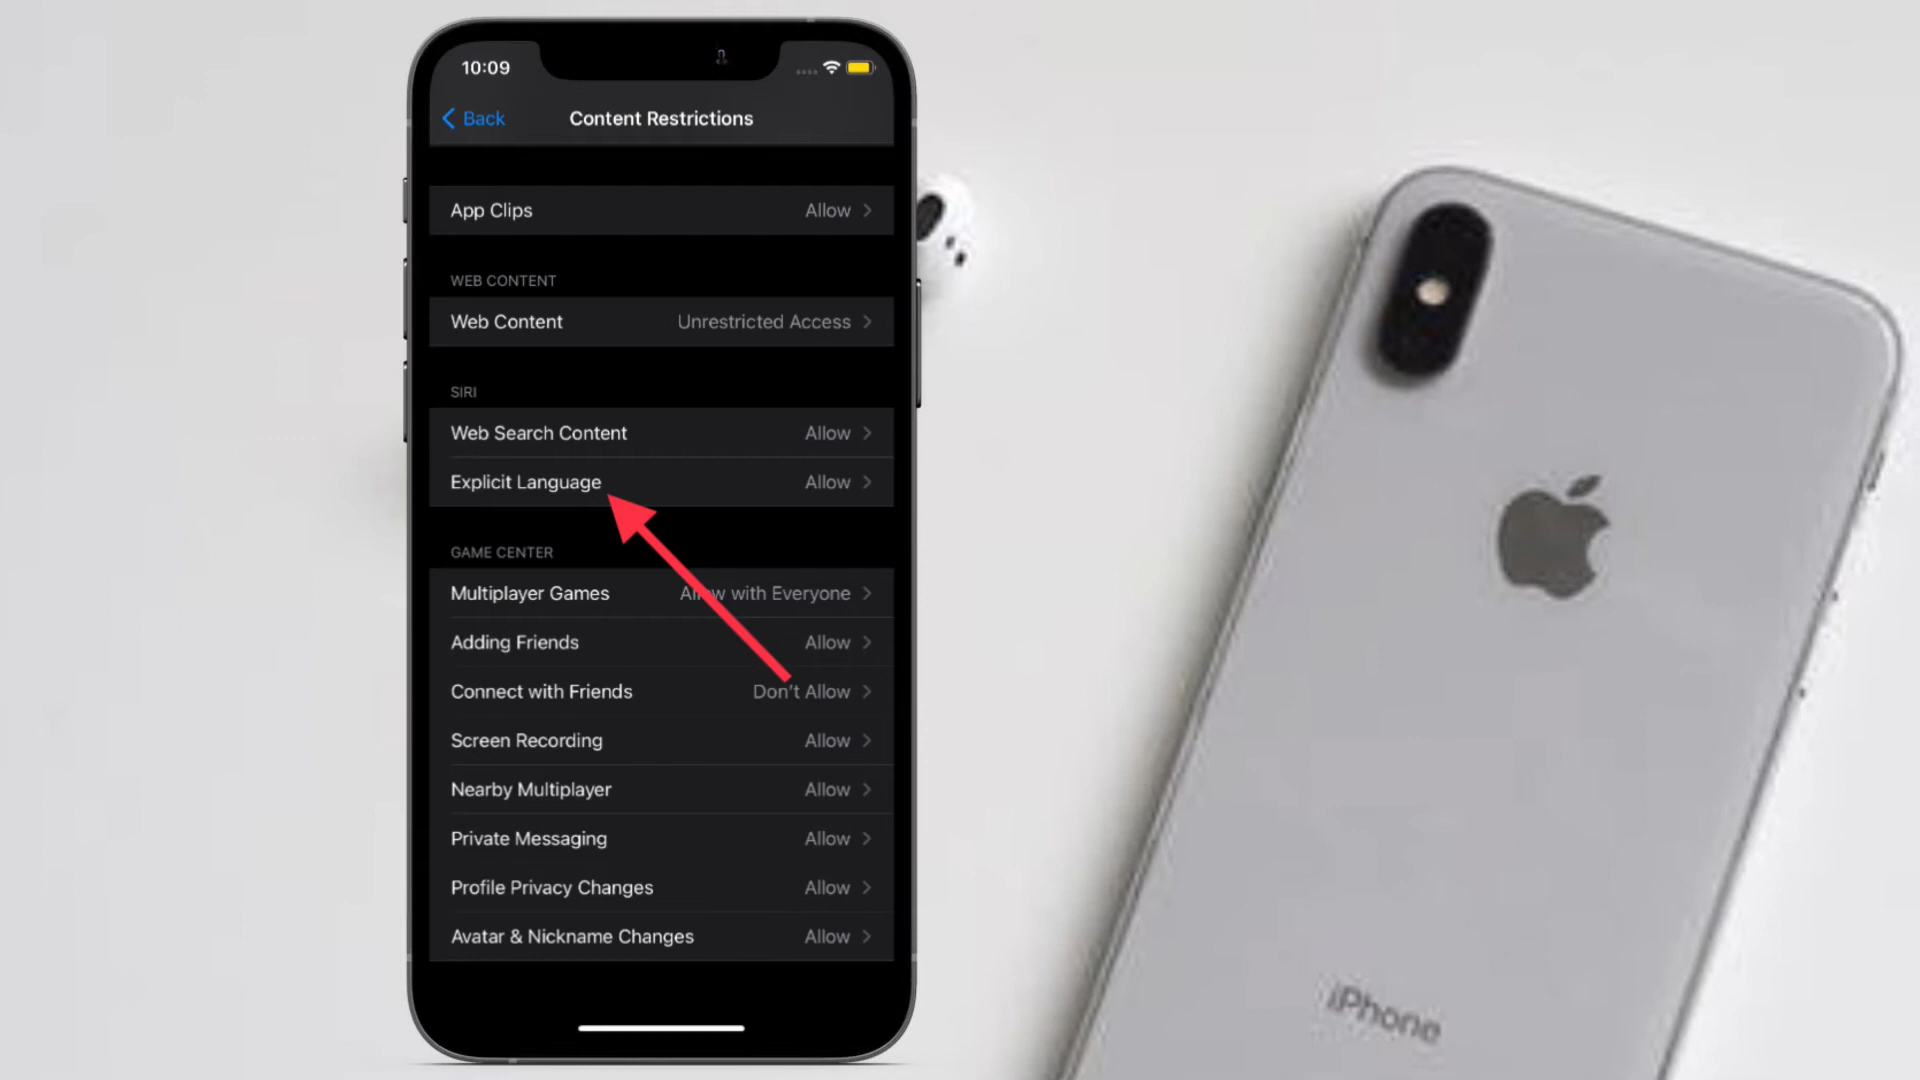 10:09
Back
Content Restrictions
App Clips Allow
WEB CONTENT
Web Content Unrestricted Access
SIRI
Web Search Content Allow
Explicit Language Allow
GAME CENTER
Multiplayer Games Allow with Everyone
Adding Friends Allow
Connect with Friends Don't Allow
Screen Recording Allow
Nearby Multiplayer Allow
Private Messaging Allow
Profile Privacy Changes Allow
Avatar & Nickname Changes Allow
iPhone